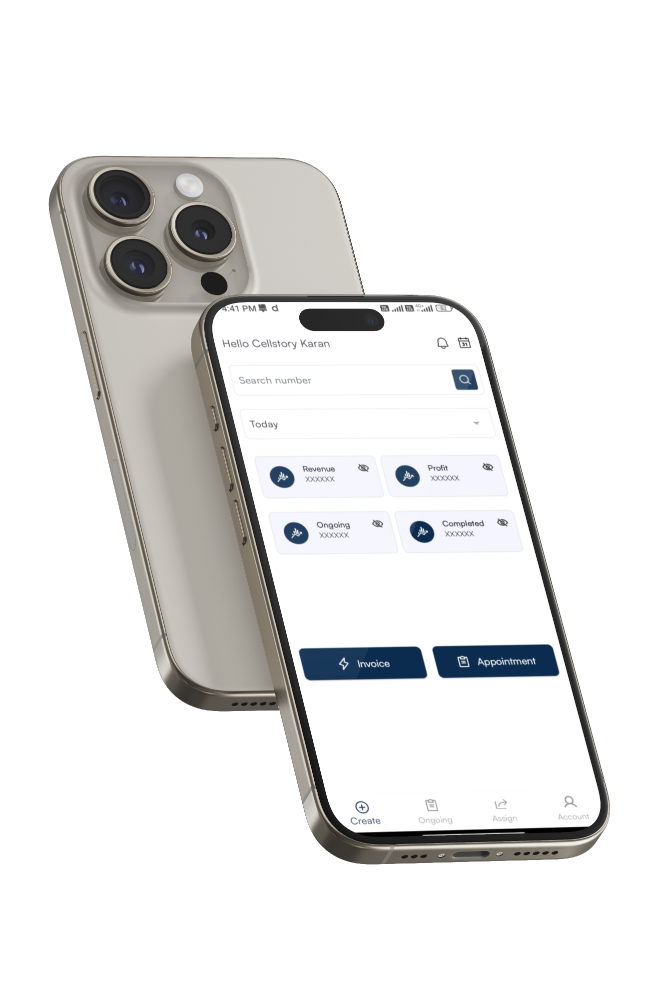 4:41 PM d
Hello Cellstory Karan
31
Search number
Today
Revenue
XXXXXX
Profit
XXXXXX
Ongoing
XXXXXX
Completed
XXXXXX
Invoice
Appointment
Create
Ongoing
Assign
Account